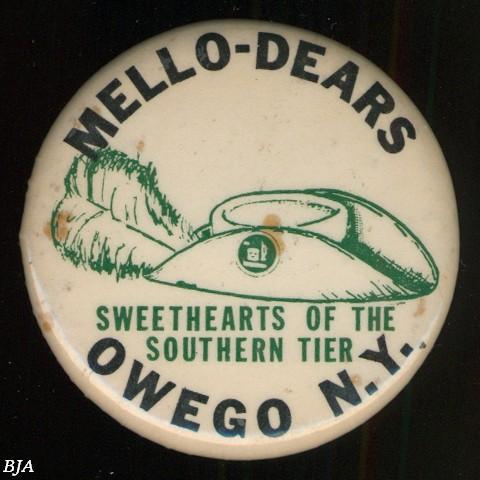 MELLO-DEARS
SWEETHEARTS OF THE
SOUTHERN TIER
OWEGO N.Y.
BJA